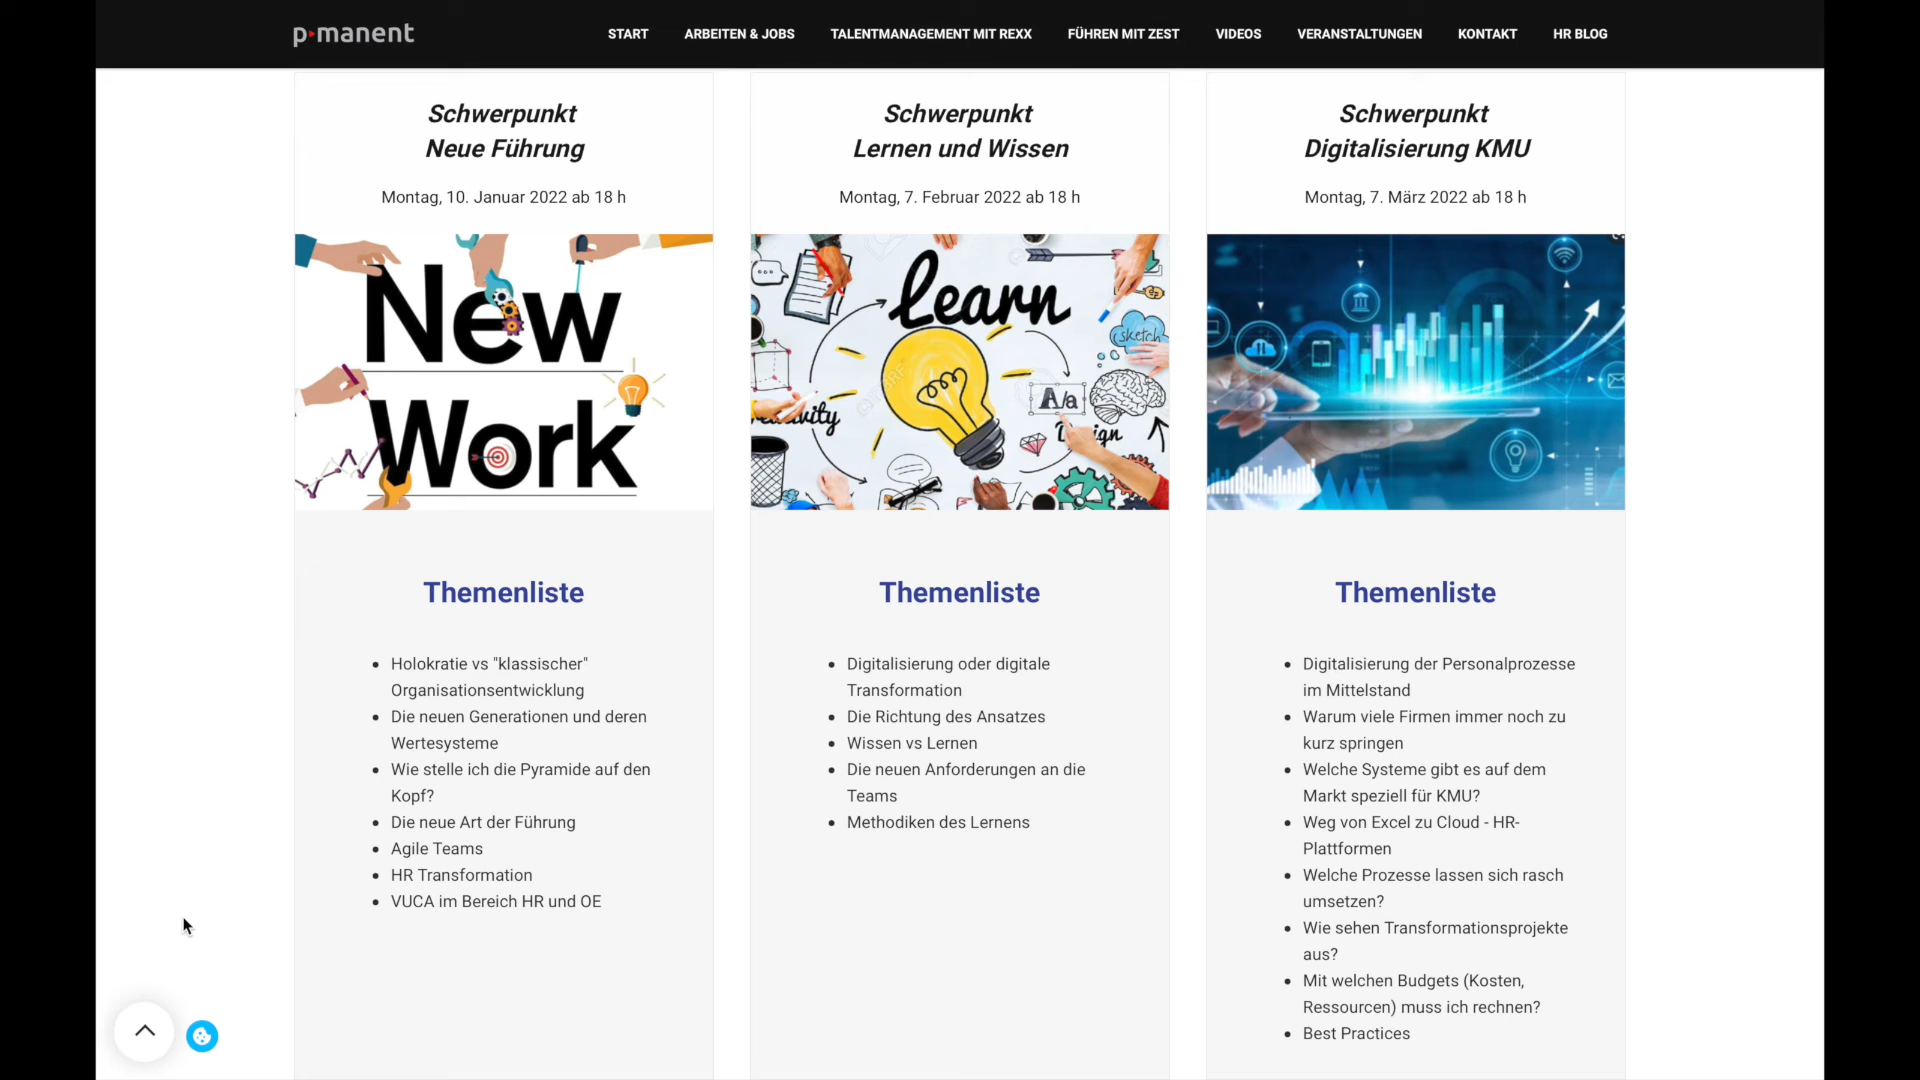 p▸manent
START
ARBEITEN & JOBS
TALENTMANAGEMENT MIT REXX
FÜHREN MIT ZEST
VIDEOS
VERANSTALTUNGEN
KONTAKT
HR BLOG
Schwerpunkt
Neue Führung
Montag, 10. Januar 2022 ab 18 h
New
Work
Themenliste
Holokratie vs "klassischer"
Organisationsentwicklung
Die neuen Generationen und deren
Wertesysteme
Wie stelle ich die Pyramide auf den
Kopf?
Die neue Art der Führung
Agile Teams
HR Transformation
VUCA im Bereich HR und OE
Schwerpunkt
Lernen und Wissen
Montag, 7. Februar 2022 ab 18 h
Learn
sketch
A/a
Themenliste
Digitalisierung oder digitale
Transformation
Die Richtung des Ansatzes
Wissen vs Lernen
Die neuen Anforderungen an die
Teams
Methodiken des Lernens
Schwerpunkt
Digitalisierung KMU
Montag, 7. März 2022 ab 18 h
Themenliste
Digitalisierung der Personalprozesse
im Mittelstand
Warum viele Firmen immer noch zu
kurz springen
Welche Systeme gibt es auf dem
Markt speziell für KMU?
Weg von Excel zu Cloud - HR-
Plattformen
Welche Prozesse lassen sich rasch
umsetzen?
Wie sehen Transformationsprojekte
aus?
Mit welchen Budgets (Kosten,
Ressourcen) muss ich rechnen?
Best Practices